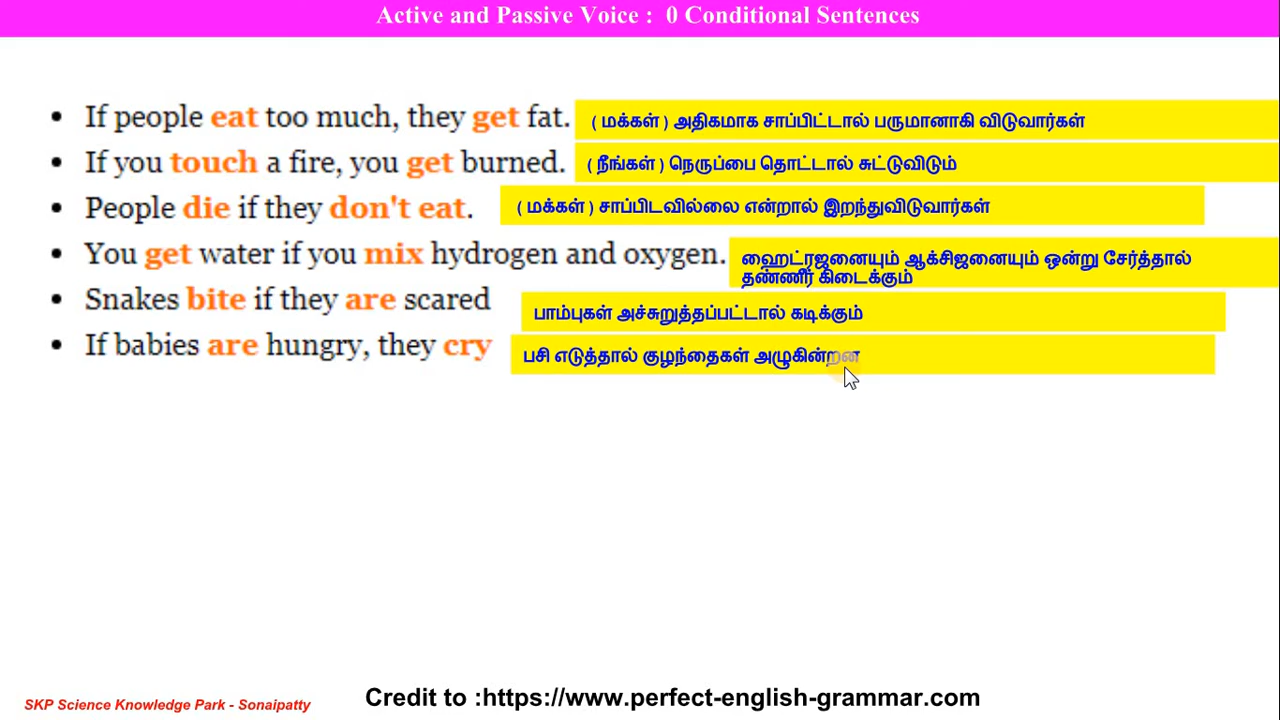 Active and Passive Voice : 0 Conditional Sentences
• If people eat too much, they get fat. ( மக்கள் ) அதிகமாக சாப்பிட்டால் பருமானாகி விடுவார்கள்
• If you touch a fire, you get burned. ( நீங்கள் ) நெருப்பை தொட்டால் சுட்டுவிடும்
• People die if they don't eat. ( மக்கள் ) சாப்பிடவில்லை என்றால் இறந்துவிடுவார்கள்
• You get water if you mix hydrogen and oxygen. ஹைட்ரஜனையும் ஆக்சிஜனையும் ஒன்று சேர்த்தால்
தண்ணீர் கிடைக்கும்
• Snakes bite if they are scared பாம்புகள் அச்சுறுத்தப்பட்டால் கடிக்கும்
• If babies are hungry, they cry பசி எடுத்தால் குழந்தைகள் அழுகின்றன
SKP Science Knowledge Park - Sonaipatty Credit to :https://www.perfect-english-grammar.com